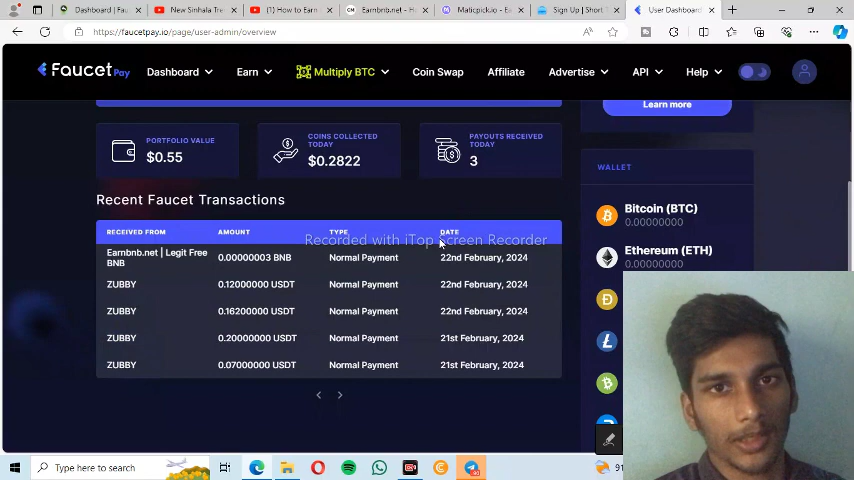 Dashboard | Fauc
New Sinhala Tr
(1) How to Earn
Earnbnb.net - H
Maticpick.io - Ea
Sign Up | Short
User Dashboard
https://faucetpay.io/page/user-admin/overview
FaucetPay
Dashboard
Earn
Multiply BTC
Coin Swap
Affiliate
Advertise
API
Help
Learn more
PORTFOLIO VALUE
$0.55
COINS COLLECTED
TODAY
$0.2822
PAYOUTS RECEIVED
TODAY
3
WALLET
Recent Faucet Transactions
RECEIVED FROM AMOUNT TYPE DATE
Recorded with iTop Screen Recorder
Earnbnb.net | Legit Free
BNB
0.00000003 BNB Normal Payment 22nd February, 2024
ZUBBY 0.12000000 USDT Normal Payment 22nd February, 2024
ZUBBY 0.16200000 USDT Normal Payment 22nd February, 2024
ZUBBY 0.20000000 USDT Normal Payment 21st February, 2024
ZUBBY 0.07000000 USDT Normal Payment 21st February, 2024
Bitcoin (BTC)
0.00000000
Ethereum (ETH)
0.00000000
Type here to search
91